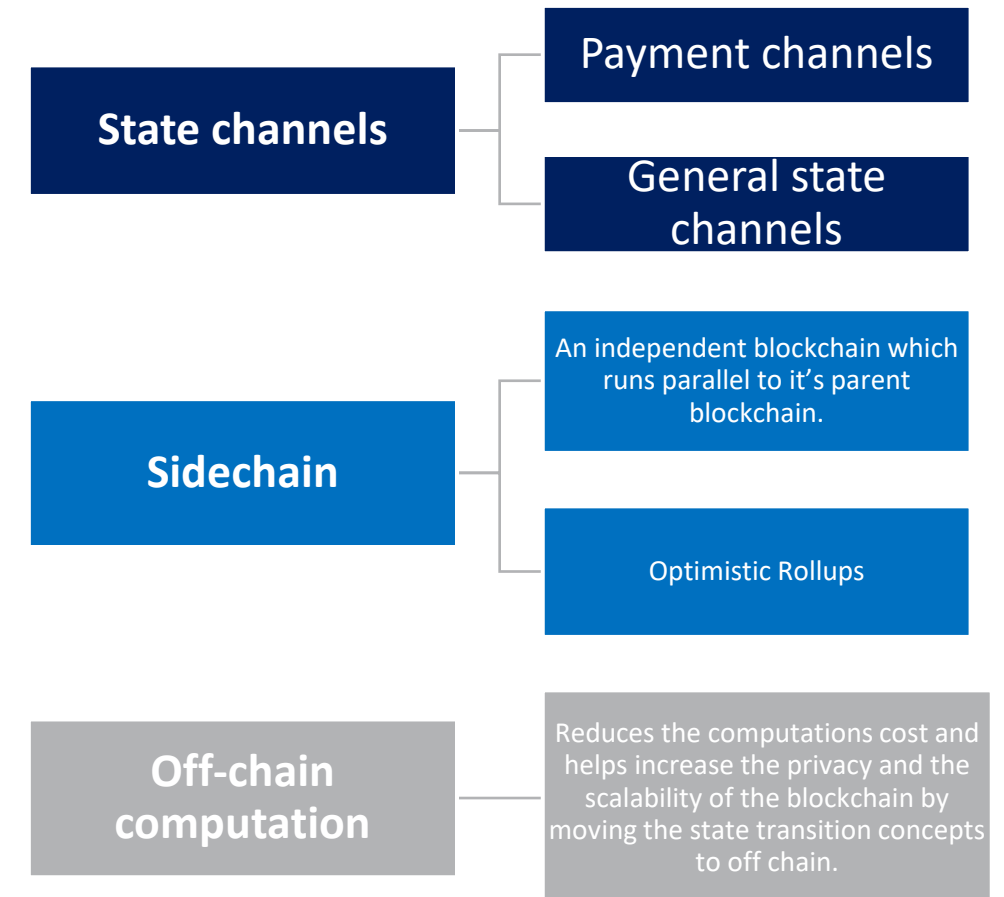 State channels
Payment channels
General state
channels
Sidechain
An independent blockchain which
runs parallel to it’s parent
blockchain.
Optimistic Rollups
Off-chain
computation
Reduces the computations cost and
helps increase the privacy and the
scalability of the blockchain by
moving the state transition concepts
to off chain.